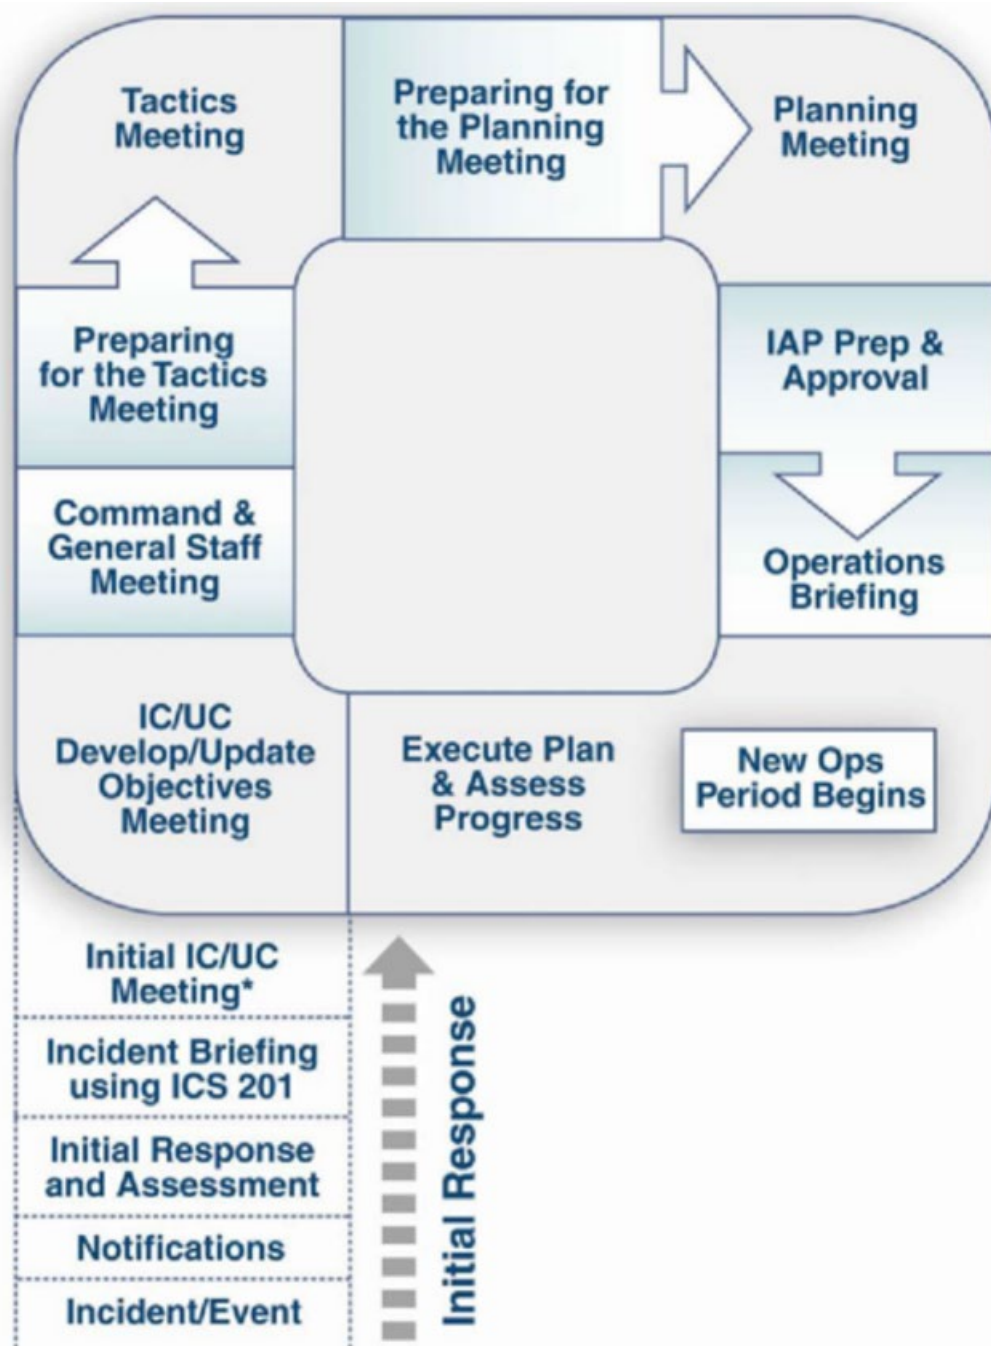 Tactics
Meeting
Preparing for
the Planning
Meeting
Planning
Meeting
Preparing
for the Tactics
Meeting
IAP Prep &
Approval
Command &
General Staff
Meeting
Operations
Briefing
IC/UC
Develop/Update
Objectives
Meeting
Execute Plan
& Assess
Progress
New Ops
Period Begins
Initial IC/UC
Meeting*
Incident Briefing
using ICS 201
Initial Response
and Assessment
Notifications
Incident/Event
Initial Response